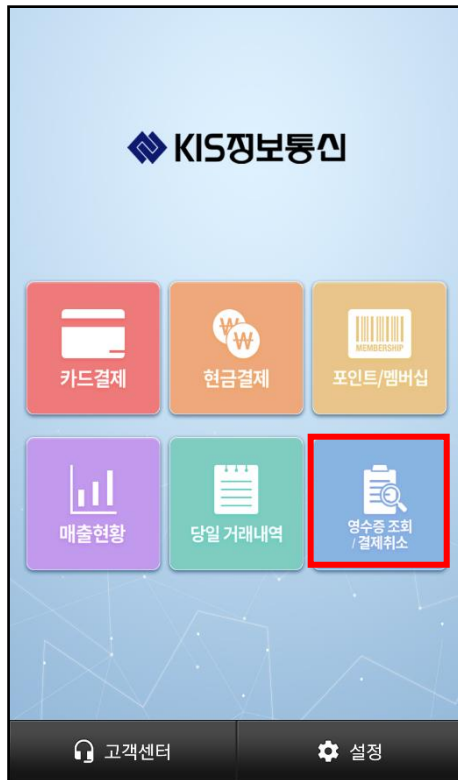 KIS정보통신
카드결제
현금결제
MEMBERSHIP
포인트/멤버십
매출현황
당일 거래내역
영수증 조회
/ 결제취소
고객센터
설정